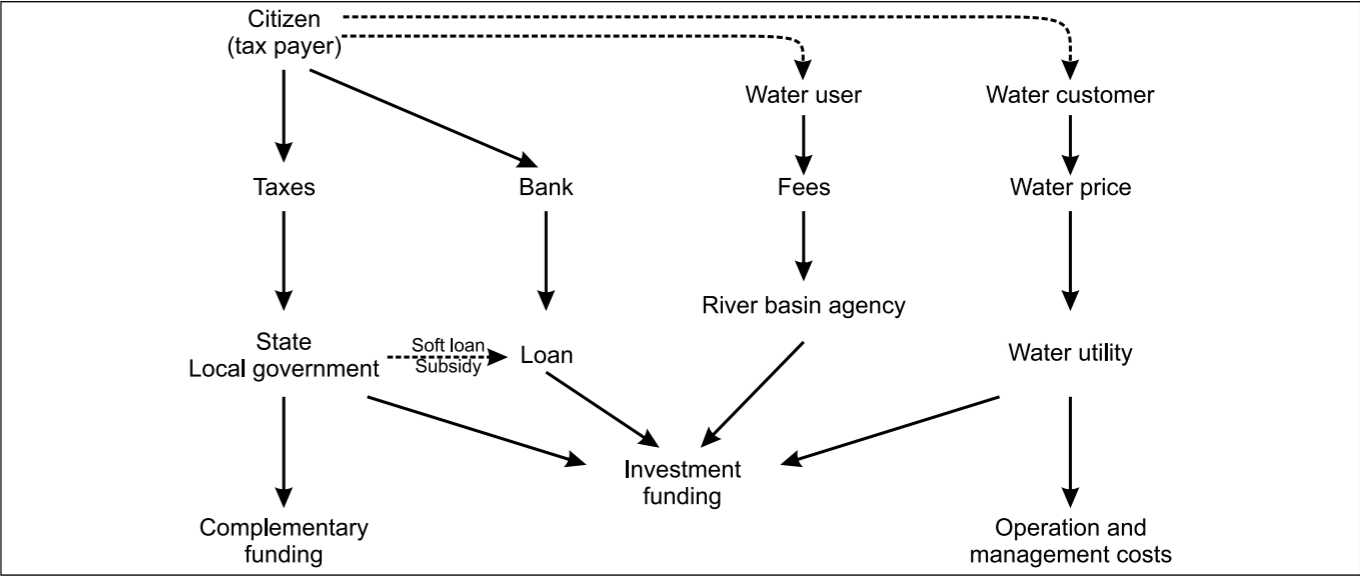 Citizen
(tax payer)
Water user
Water customer
Taxes
Bank
Fees
Water price
River basin agency
State
Local government
Soft loan
Subsidy
Loan
Water utility
Investment
funding
Complementary
funding
Operation and
management costs